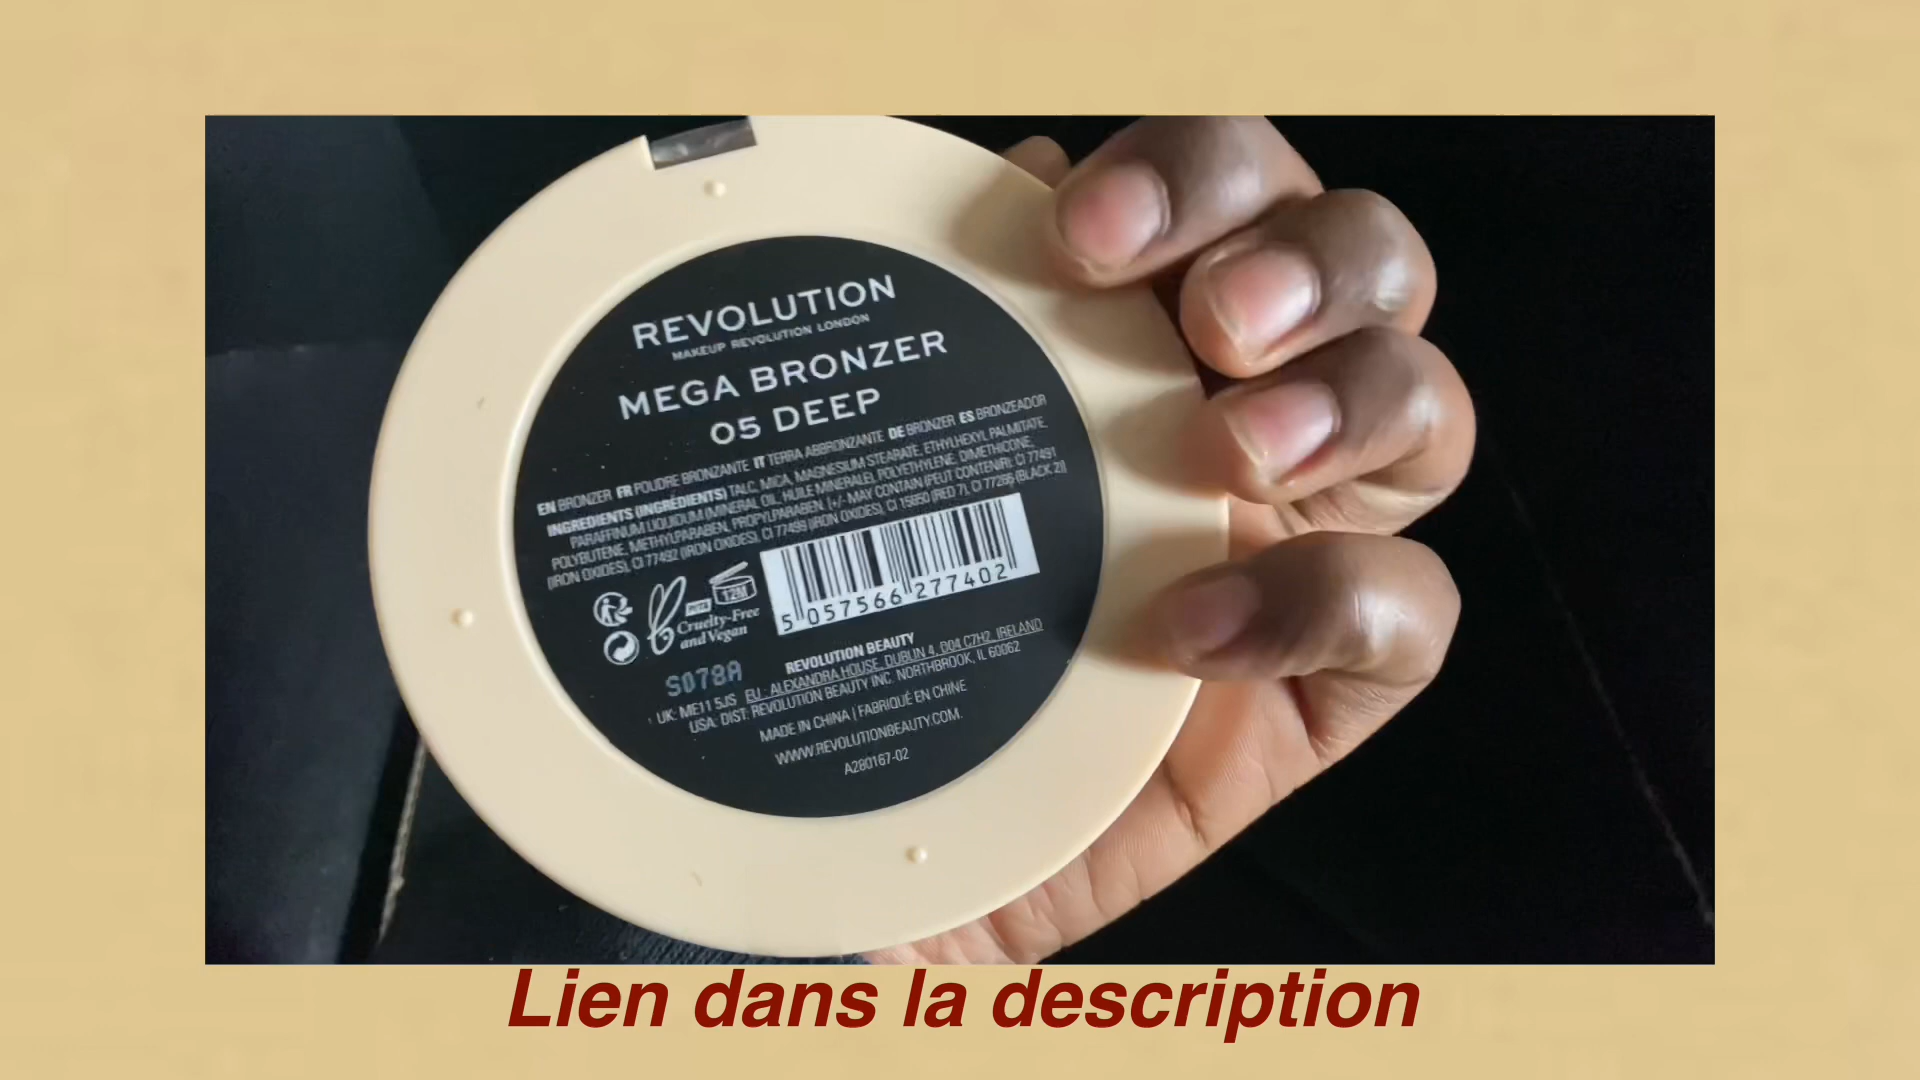 REVOLUTION
MAKEUP REVOLUTION LONDON
MEGA BRONZER
05 DEEP
EN BRONZER FR POUDRE BRONZANTE IT TERRA ABBRONZANTE DE BRONZER ES BRONZEADOR
INGREDIENTS (INGRÉDIENTS) TALC, MICA, MAGNESIUM STEARATE, ETHYLHEXYL PALMITATE,
PARAFFINUM LIQUIDUM (MINERAL OIL, HUILE MINERALE), POLYETHYLENE, DIMETHICONE,
POLYBUTENE, METHYLPARABEN, PROPYLPARABEN. [+/- MAY CONTAIN (PEUT CONTENIR): CI 77491
(IRON OXIDES), CI 77492 (IRON OXIDES), CI 77499 (IRON OXIDES), CI 15850 (RED 7), CI 77266 (BLACK 2)]
12M
PETA
Cruelty-Free
and Vegan
5 057566 277402
S078A
REVOLUTION BEAUTY
UK: ME11 5JS EU: ALEXANDRA HOUSE, DUBLIN 4, D04 C7H2, IRELAND
USA: DIST: REVOLUTION BEAUTY INC. NORTHBROOK, IL 60062
MADE IN CHINA | FABRIQUÉ EN CHINE
WWW.REVOLUTIONBEAUTY.COM.
A280167-02
Lien dans la description